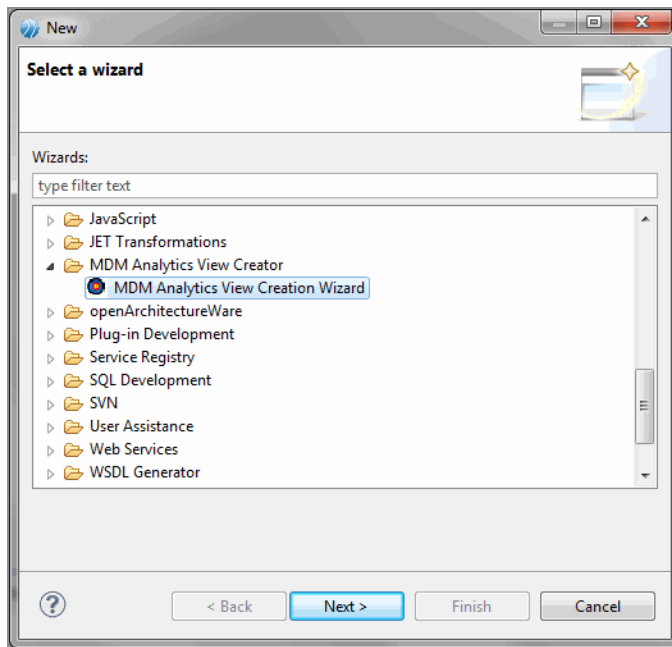 New
Select a wizard
Wizards:
type filter text
JavaScript
JET Transformations
MDM Analytics View Creator
MDM Analytics View Creation Wizard
openArchitectureWare
Plug-in Development
Service Registry
SQL Development
SVN
User Assistance
Web Services
WSDL Generator
? < Back Next > Finish Cancel